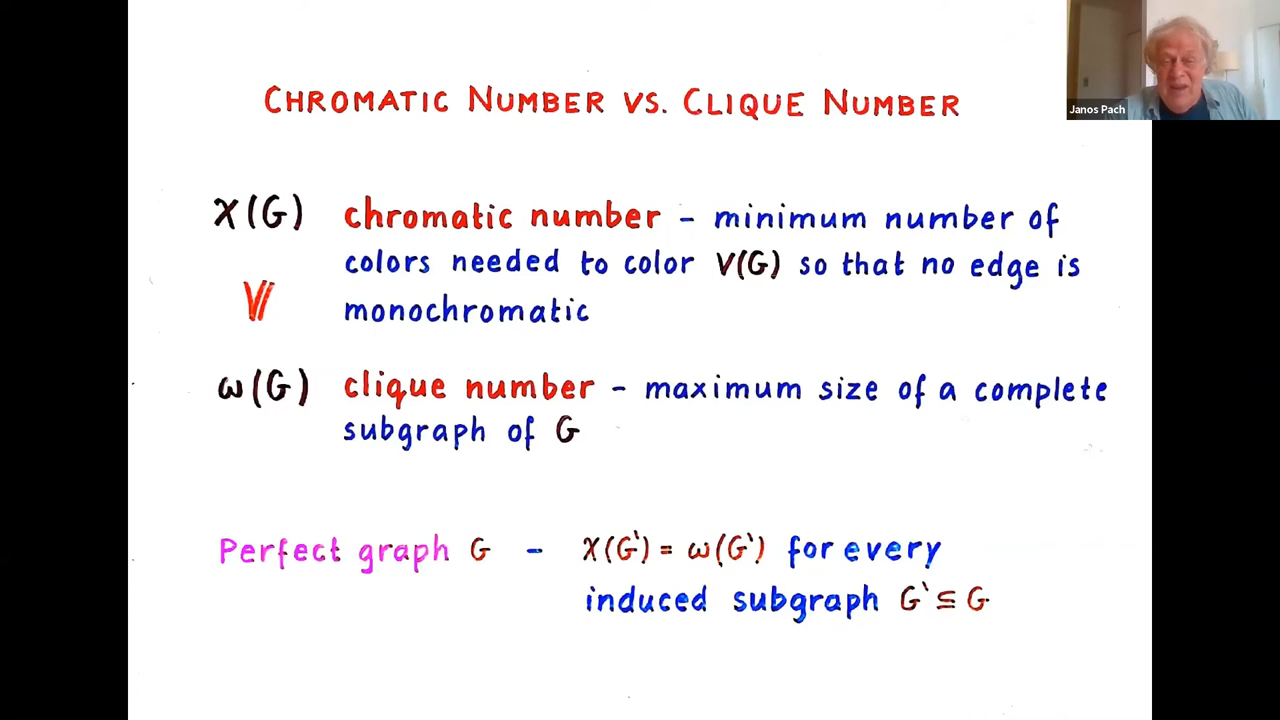 CHROMATIC NUMBER VS. CLIQUE NUMBER
Janos Pach
χ(G) chromatic number - minimum number of
colors needed to color V(G) so that no edge is
V/ monochromatic
ω(G) clique number - maximum size of a complete
subgraph of G
Perfect graph G - χ(G') = ω(G') for every
induced subgraph G' ⊆ G